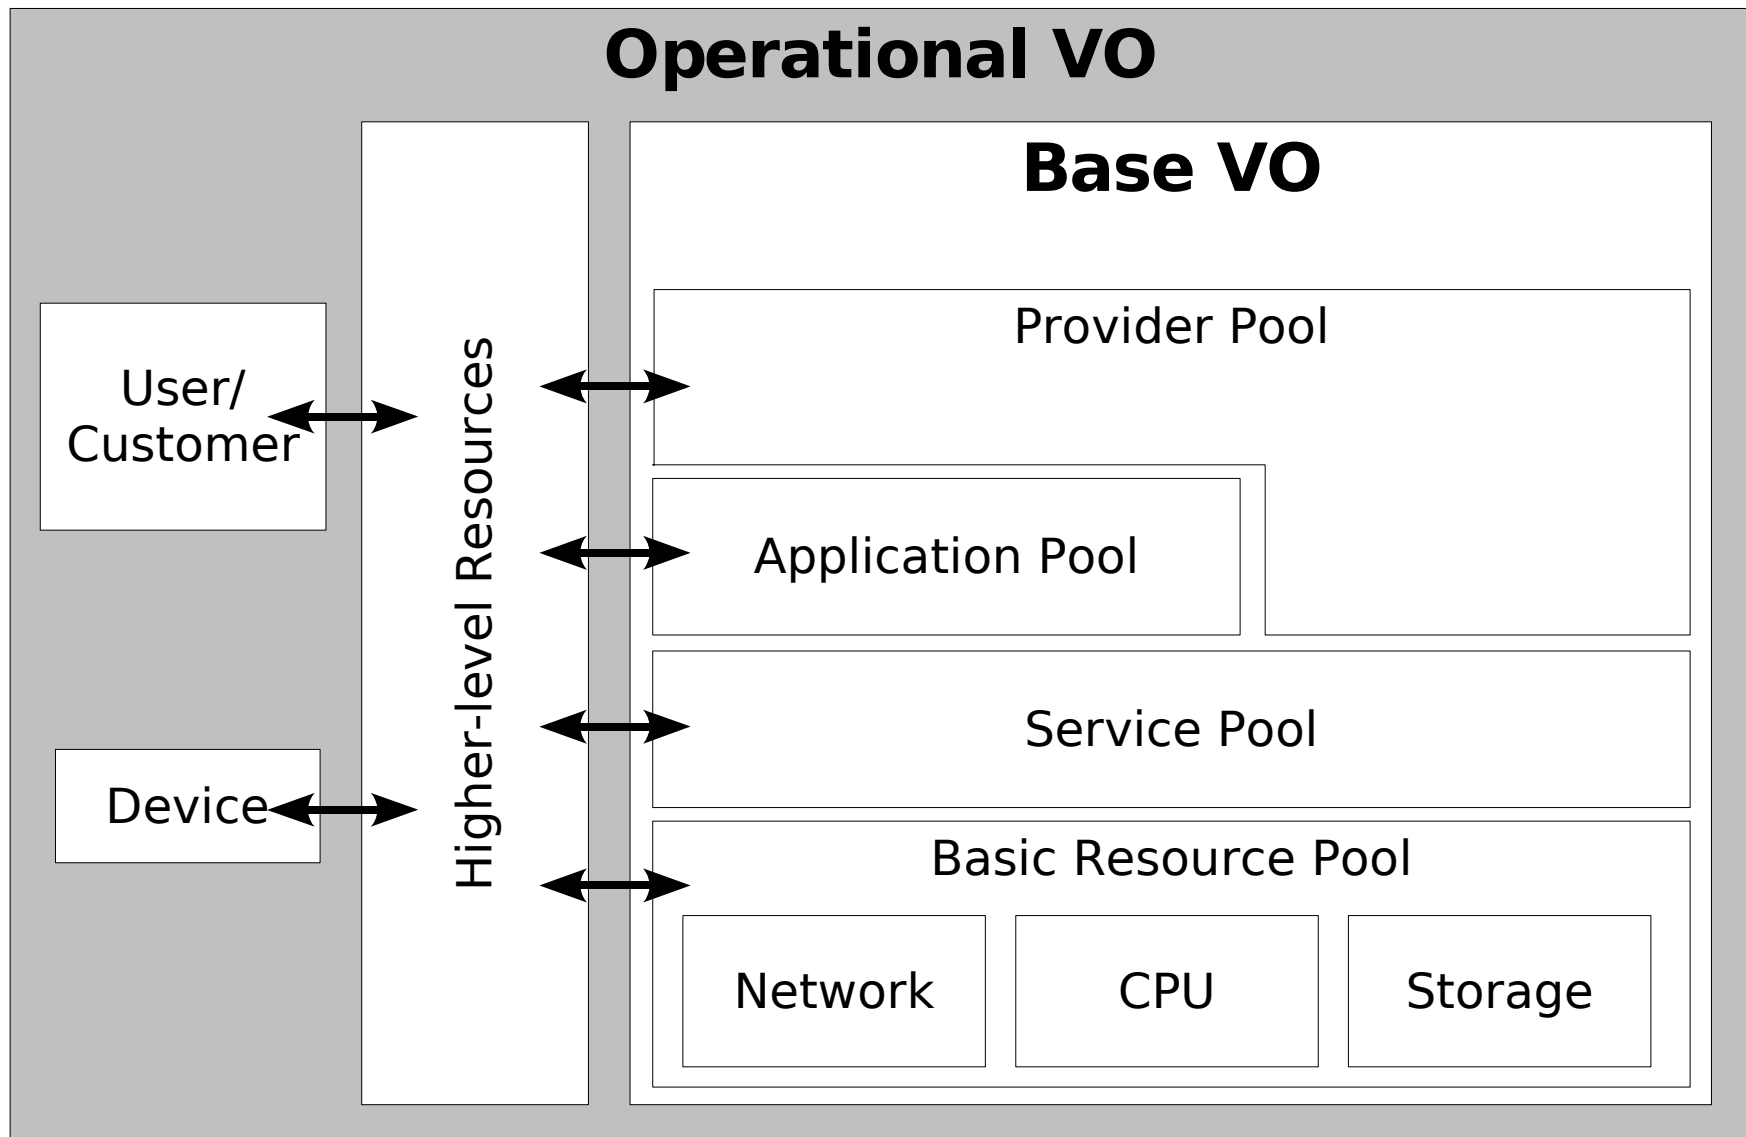 Operational VO
Base VO
Provider Pool
User/
Customer
Higher-level Resources
Application Pool
Service Pool
Device
Basic Resource Pool
Network
CPU
Storage